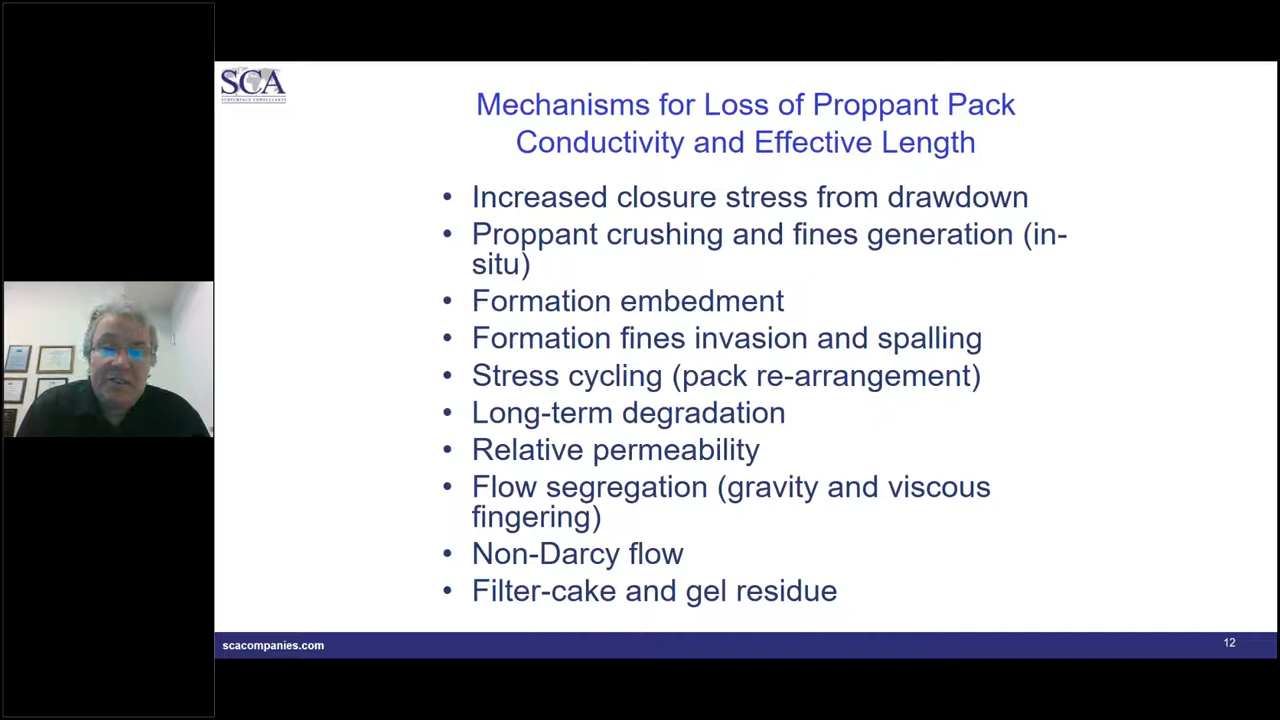 SCA
SUBSURFACE CONSULTANTS
Mechanisms for Loss of Proppant Pack
Conductivity and Effective Length
• Increased closure stress from drawdown
• Proppant crushing and fines generation (in-
situ)
• Formation embedment
• Formation fines invasion and spalling
• Stress cycling (pack re-arrangement)
• Long-term degradation
• Relative permeability
• Flow segregation (gravity and viscous
fingering)
• Non-Darcy flow
• Filter-cake and gel residue
scacompanies.com
12